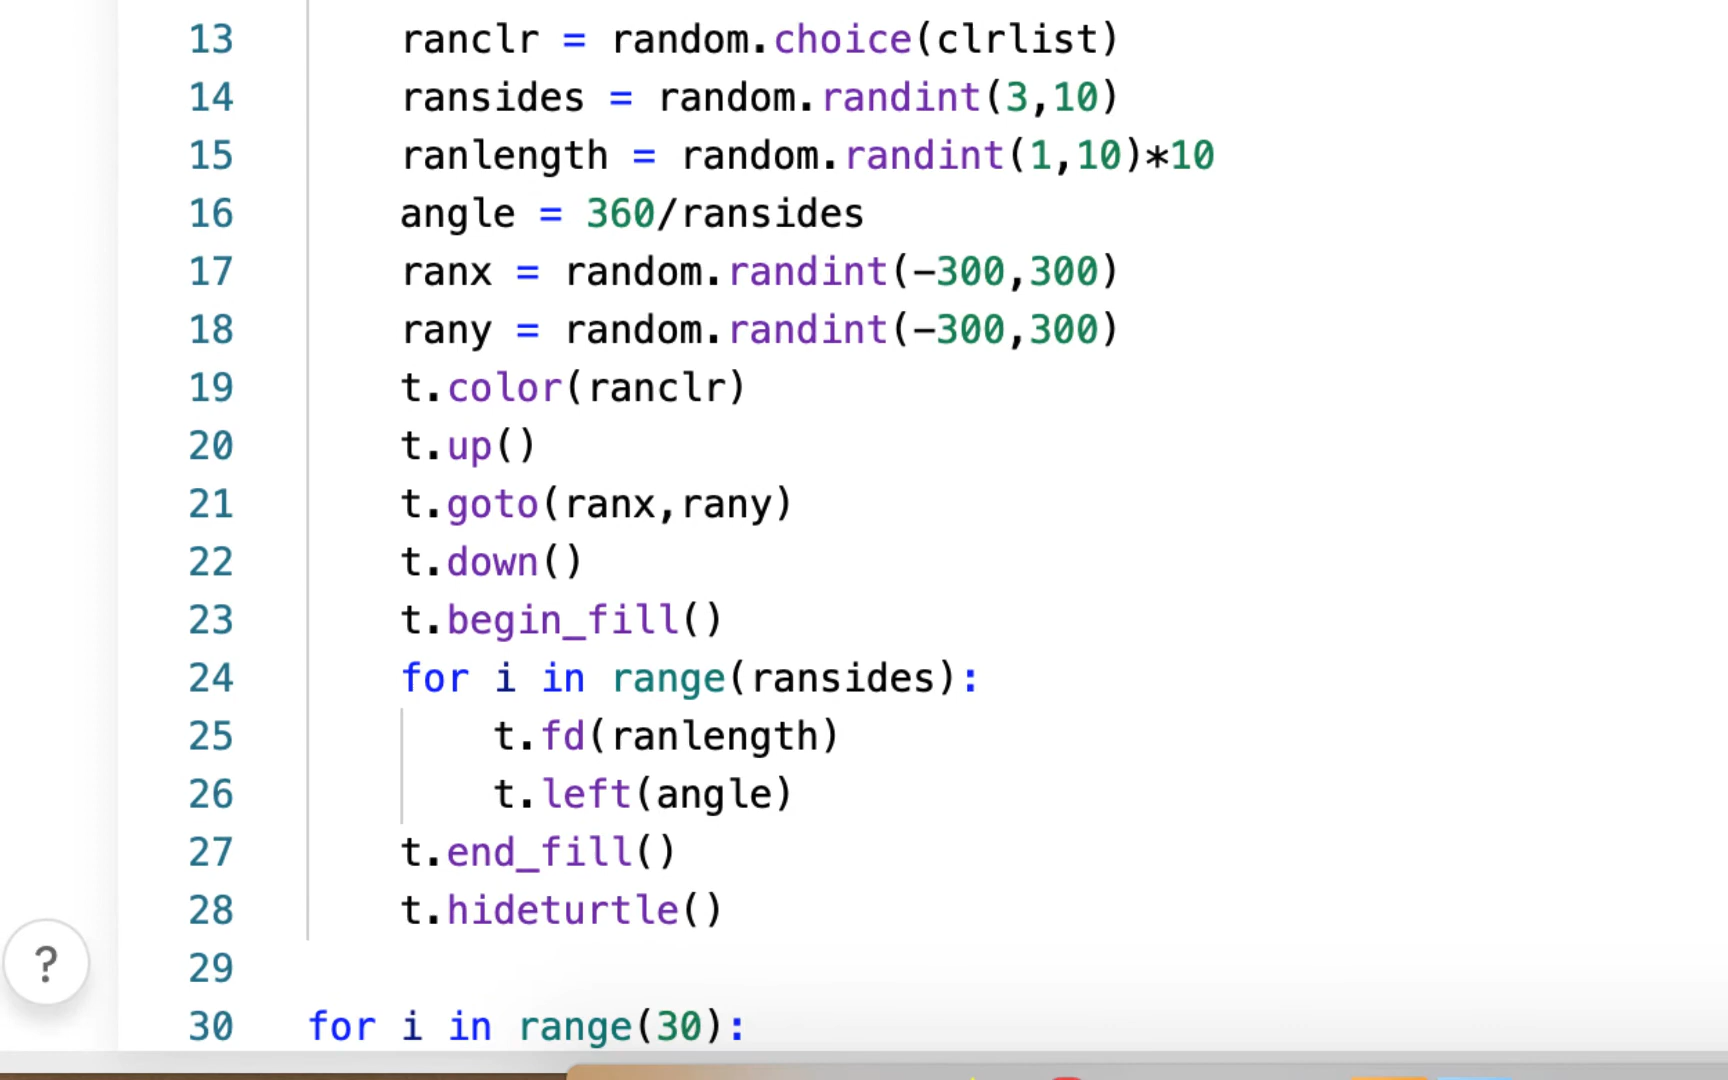 13 ranclr = random.choice(clrlist)
14 ransides = random.randint(3,10)
15 ranlength = random.randint(1,10)*10
16 angle = 360/ransides
17 ranx = random.randint(-300,300)
18 rany = random.randint(-300,300)
19 t.color(ranclr)
20 t.up()
21 t.goto(ranx,rany)
22 t.down()
23 t.begin_fill()
24 for i in range(ransides):
25 t.fd(ranlength)
26 t.left(angle)
27 t.end_fill()
28 t.hideturtle()
?
29
30 for i in range(30):